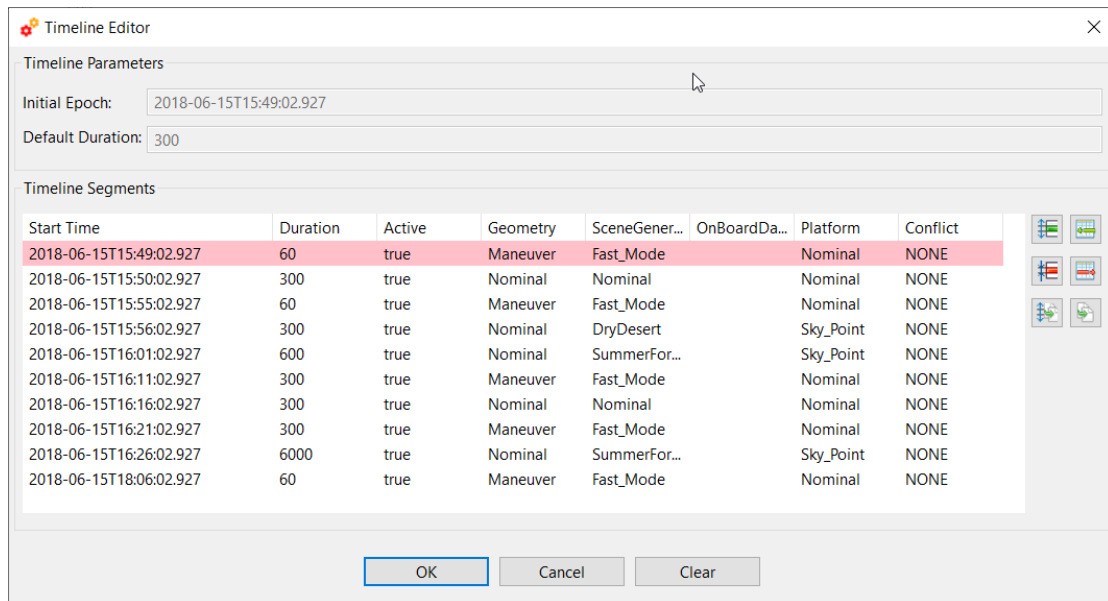 Timeline Editor
Timeline Parameters
Initial Epoch: 2018-06-15T15:49:02.927
Default Duration: 300
Timeline Segments
Start Time Duration Active Geometry SceneGener... OnBoardDa... Platform Conflict
2018-06-15T15:49:02.927 60 true Maneuver Fast_Mode Nominal NONE
2018-06-15T15:50:02.927 300 true Nominal Nominal Nominal NONE
2018-06-15T15:55:02.927 60 true Maneuver Fast_Mode Nominal NONE
2018-06-15T15:56:02.927 300 true Nominal DryDesert Sky_Point NONE
2018-06-15T16:01:02.927 600 true Nominal SummerFor... Sky_Point NONE
2018-06-15T16:11:02.927 300 true Maneuver Fast_Mode Nominal NONE
2018-06-15T16:16:02.927 300 true Nominal Nominal Nominal NONE
2018-06-15T16:21:02.927 300 true Maneuver Fast_Mode Nominal NONE
2018-06-15T16:26:02.927 6000 true Nominal SummerFor... Sky_Point NONE
2018-06-15T18:06:02.927 60 true Maneuver Fast_Mode Nominal NONE
OK Cancel Clear